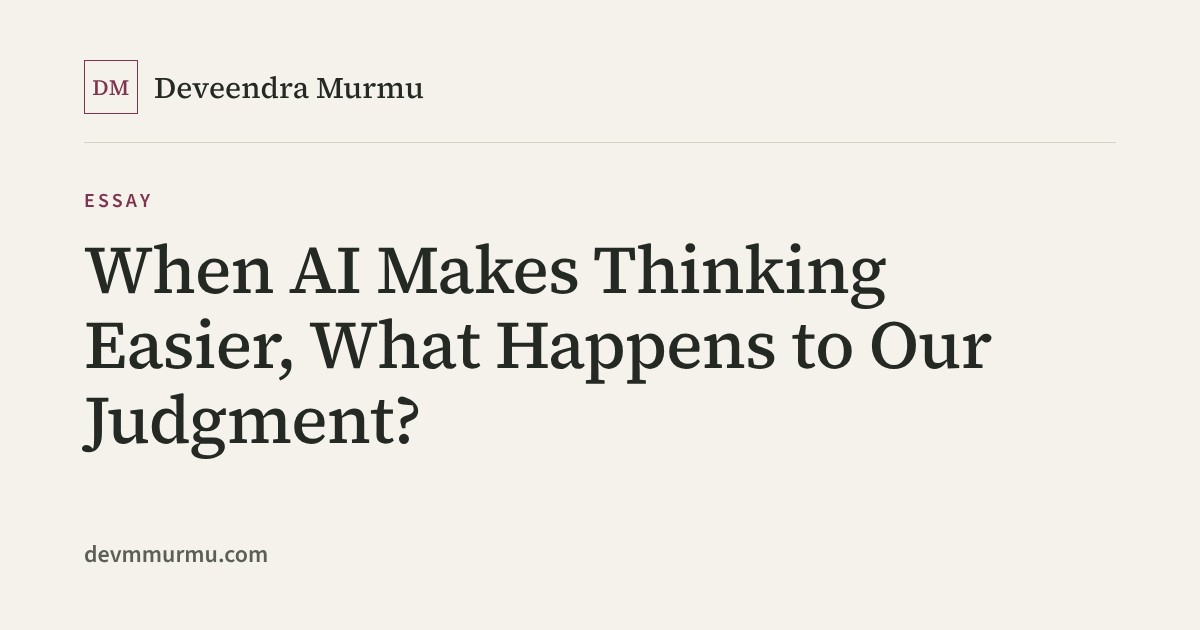 DM
Deveendra Murmu
ESSAY
When AI Makes Thinking
Easier, What Happens to Our
Judgment?
devmmurmu.com